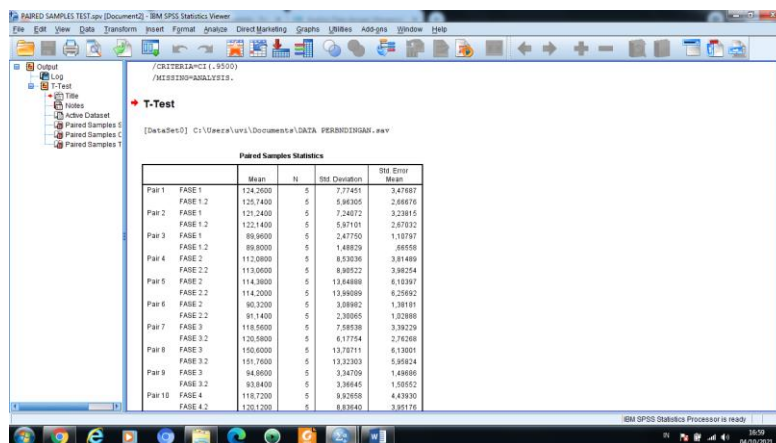 PAIRED SAMPLES TEST.spv [Document2] - IBM SPSS Statistics Viewer
File Edit View Data Transform Insert Format Analyze Direct Marketing Graphs Utilities Add-ons Window Help
Output
Log
T-Test
Title
Notes
Active Dataset
Paired Samples S
Paired Samples C
Paired Samples T
/CRITERIA=CI(.9500)
/MISSING=ANALYSIS.
T-Test
[DataSet0] C:\Users\uvi\Documents\DATA PERBNDINGAN.sav
Paired Samples Statistics
Mean N Std. Deviation Std. Error Mean
Pair 1 FASE 1 124,2600 5 7,77451 3,47687
FASE 1.2 125,7400 5 5,96305 2,66676
Pair 2 FASE 1 121,2400 5 7,24072 3,23815
FASE 1.2 122,1400 5 5,97101 2,67032
Pair 3 FASE 1 89,9600 5 2,47750 1,10797
FASE 1.2 89,8000 5 1,48829 ,66558
Pair 4 FASE 2 112,0800 5 8,53036 3,81489
FASE 2.2 113,0600 5 8,90522 3,98254
Pair 5 FASE 2 114,3800 5 13,64889 6,10397
FASE 2.2 114,2000 5 13,99089 6,25692
Pair 6 FASE 2 90,3200 5 3,08982 1,38181
FASE 2.2 91,1400 5 2,30065 1,02888
Pair 7 FASE 3 118,5600 5 7,58538 3,39229
FASE 3.2 120,5800 5 6,17754 2,76268
Pair 8 FASE 3 150,6000 5 13,70711 6,13001
FASE 3.2 151,7600 5 13,32303 5,95824
Pair 9 FASE 3 94,8600 5 3,34709 1,49686
FASE 3.2 93,8400 5 3,36645 1,50552
Pair 10 FASE 4 118,7200 5 9,92658 4,43930
FASE 4.2 120,1200 5 8,83640 3,95176
IBM SPSS Statistics Processor is ready
IN
16:59